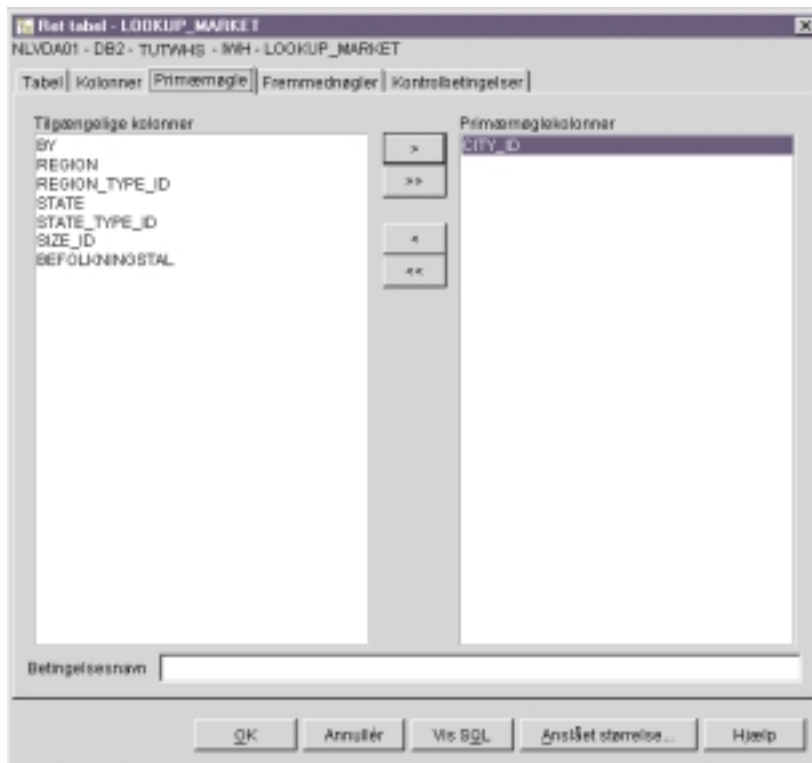 Ret tabel - LOOKUP_MARKET
NLVDA01 - DB2 - TUTWHS - IWH - LOOKUP_MARKET
Tabel Kolonner Primærnøgle Fremmednøgler Kontrolbetingelser
Tilgængelige kolonner
BY
REGION
REGION_TYPE_ID
STATE
STATE_TYPE_ID
SIZE_ID
BEFOLKNINGSTAL
>
>>
<
<<
Primærnøglekolonner
CITY_ID
Betingelsesnavn
OK Annullér Vis SQL Anslået størrelse... Hjælp